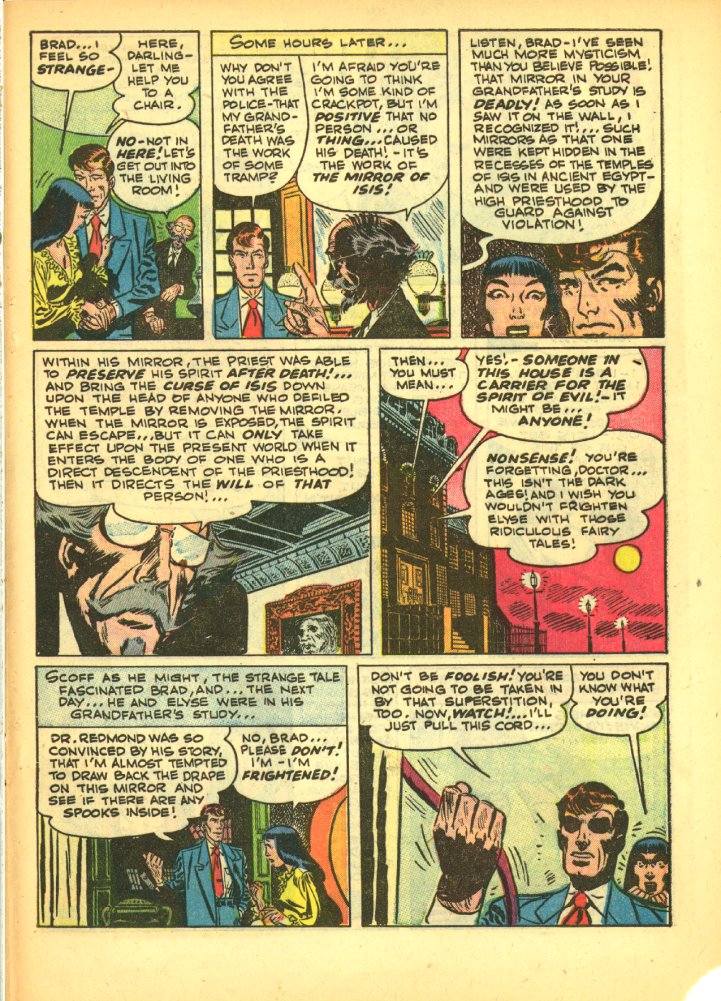 BRAD...I
FEEL SO
STRANGE-
HERE,
DARLING-
LET ME
HELP YOU
TO A
CHAIR.
NO-NOT IN
HERE! LET'S
GET OUT INTO
THE LIVING
ROOM!
SOME HOURS LATER...
WHY DON'T
YOU AGREE
WITH THE
POLICE-THAT
MY GRAND-
FATHER'S
DEATH WAS
THE WORK
OF SOME
TRAMP?
I'M AFRAID YOU'RE
GOING TO THINK
I'M SOME KIND OF
CRACKPOT, BUT I'M
POSITIVE THAT NO
PERSON...OR
THING...CAUSED
HIS DEATH!-IT'S
THE WORK OF
THE MIRROR OF
ISIS!
LISTEN, BRAD-I'VE SEEN
MUCH MORE MYSTICISM
THAN YOU BELIEVE POSSIBLE!
THAT MIRROR IN YOUR
GRANDFATHER'S STUDY IS
DEADLY! AS SOON AS I
SAW IT ON THE WALL, I
RECOGNIZED IT!...SUCH
MIRRORS AS THAT ONE
WERE KEPT HIDDEN IN THE
RECESSES OF THE TEMPLES
OF ISIS IN ANCIENT EGYPT-
AND WERE USED BY THE
HIGH PRIESTHOOD TO
GUARD AGAINST
VIOLATION!
WITHIN HIS MIRROR, THE PRIEST WAS ABLE
TO PRESERVE HIS SPIRIT AFTER DEATH!...
AND BRING THE CURSE OF ISIS DOWN
UPON THE HEAD OF ANYONE WHO DEFILED
THE TEMPLE BY REMOVING THE MIRROR.
WHEN THE MIRROR IS EXPOSED, THE SPIRIT
CAN ESCAPE...BUT IT CAN ONLY TAKE
EFFECT UPON THE PRESENT WORLD WHEN IT
ENTERS THE BODY OF ONE WHO IS A
DIRECT DESCENDENT OF THE PRIESTHOOD!
THEN IT DIRECTS THE WILL OF THAT
PERSON!...
THEN...
YOU MUST
MEAN...
YES!-SOMEONE IN
THIS HOUSE IS A
CARRIER FOR THE
SPIRIT OF EVIL!-IT
MIGHT BE...
ANYONE!
NONSENSE! YOU'RE
FORGETTING, DOCTOR...
THIS ISN'T THE DARK
AGES! AND I WISH YOU
WOULDN'T FRIGHTEN
ELYSE WITH THOSE
RIDICULOUS FAIRY
TALES!
SCOFF AS HE MIGHT, THE STRANGE TALE
FASCINATED BRAD, AND...THE NEXT
DAY...HE AND ELYSE WERE IN HIS
GRANDFATHER'S STUDY...
DR. REDMOND WAS SO
CONVINCED BY HIS STORY,
THAT I'M ALMOST TEMPTED
TO DRAW BACK THE DRAPE
ON THIS MIRROR AND
SEE IF THERE ARE ANY
SPOOKS INSIDE!
NO, BRAD...
PLEASE DON'T!
I'M-I'M
FRIGHTENED!
DON'T BE FOOLISH! YOU'RE
NOT GOING TO BE TAKEN IN
BY THAT SUPERSTITION,
TOO. NOW, WATCH!...I'LL
JUST PULL THIS CORD...
YOU DON'T
KNOW WHAT
YOU'RE
DOING!